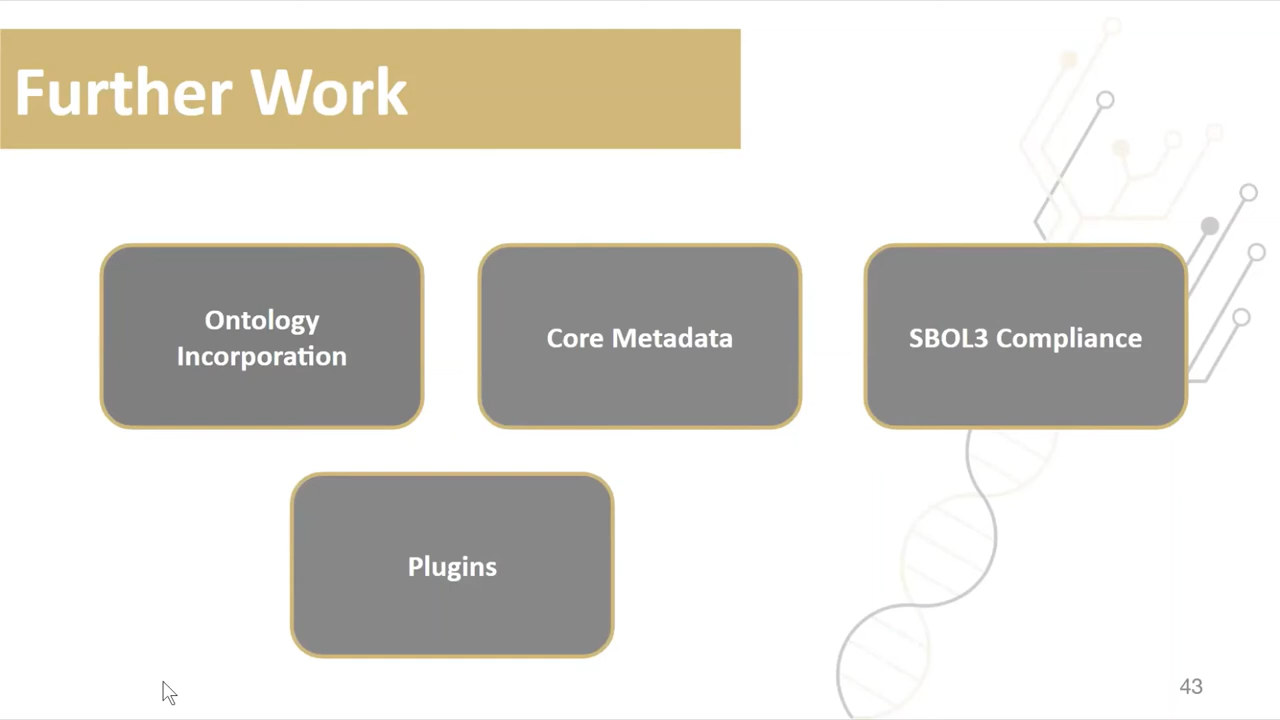 Further Work
Ontology
Incorporation
Core Metadata
SBOL3 Compliance
Plugins
43